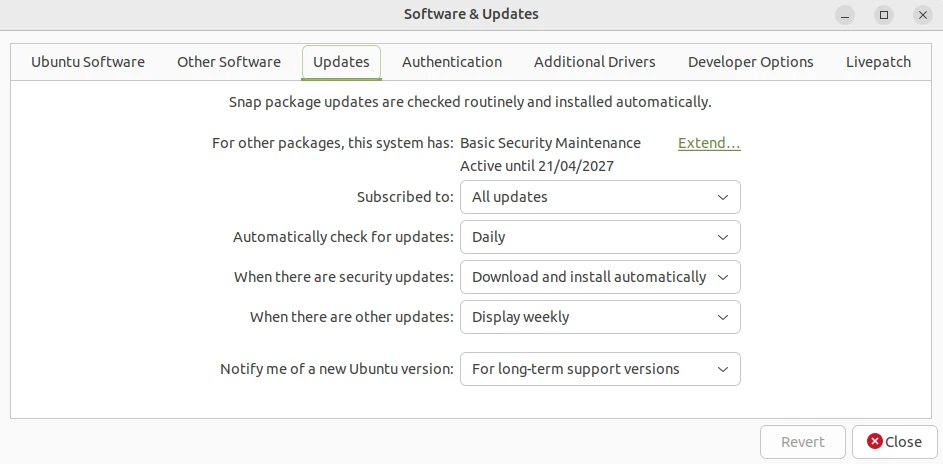 Software & Updates
Ubuntu Software Other Software Updates Authentication Additional Drivers Developer Options Livepatch
Snap package updates are checked routinely and installed automatically.
For other packages, this system has: Basic Security Maintenance Extend…
Active until 21/04/2027
Subscribed to: All updates
Automatically check for updates: Daily
When there are security updates: Download and install automatically
When there are other updates: Display weekly
Notify me of a new Ubuntu version: For long-term support versions
Revert Close